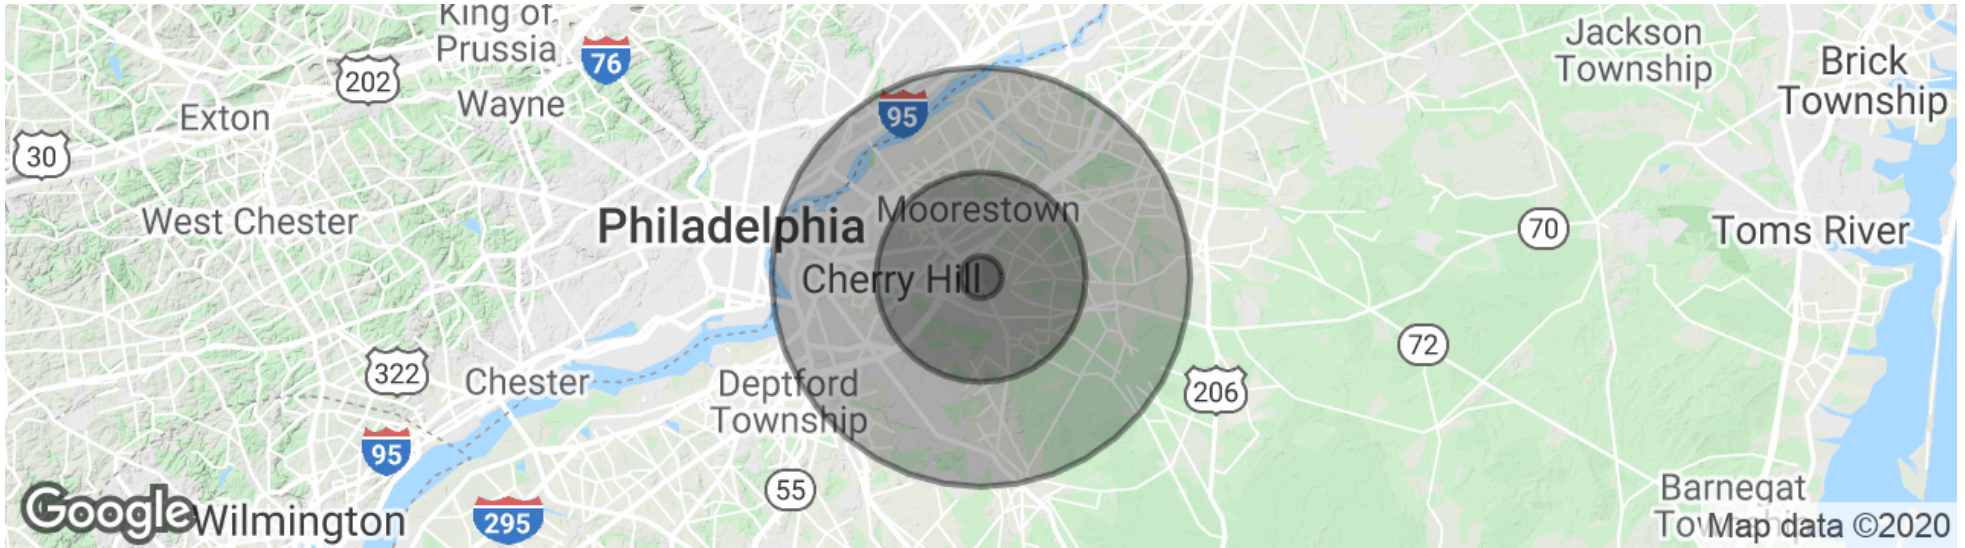 King of
Prussia
76
202
Wayne
Exton
30
95
Jackson
Township
Brick
Township
West Chester
Philadelphia
Moorestown
Cherry Hill
70
Toms River
72
322
Chester
Deptford
Township
206
95
55
295
Google
Wilmington
Barnegat
Map data ©2020